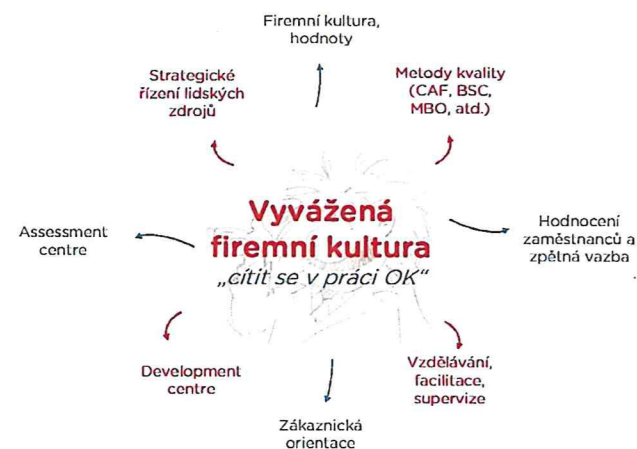 Firemní kultura,
hodnoty
Strategické
řízení lidských
zdrojů
Metody kvality
(CAF, BSC,
MBO, atd.)
Assessment
centre
Vyvážená
firemní kultura
„cítit se v práci OK“
Hodnocení
zaměstnanců a
zpětná vazba
Development
centre
Vzdělávání,
facilitace,
supervize
Zákaznická
orientace